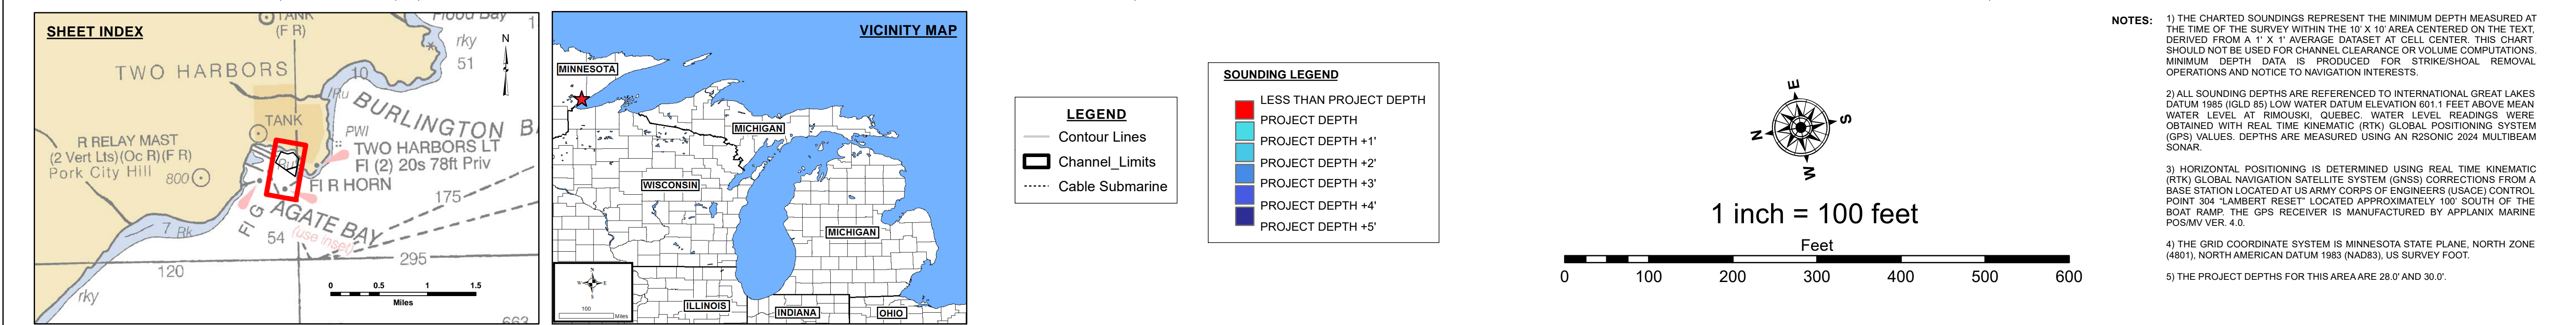 SHEET INDEX
TANK
(F R)
Flood Bay
1
rky
51
N
TWO HARBORS
10
Ru
BURLINGTON B
TANK
PWI
R RELAY MAST
(2 Vert Lts)(Oc R)(F R)
Pork City Hill
800
TWO HARBORS LT
Fl (2) 20s 78ft Priv
Ru
Fl R HORN
175
Fl G
AGATE BAY
(use inset)
7 Rk
54
295
120
rky
0 0.5 1 1.5
Miles
663
VICINITY MAP
MINNESOTA
MICHIGAN
WISCONSIN
MICHIGAN
ILLINOIS
INDIANA
OHIO
N
S
100
Miles
LEGEND
Contour Lines
Channel_Limits
Cable Submarine
SOUNDING LEGEND
LESS THAN PROJECT DEPTH
PROJECT DEPTH
PROJECT DEPTH +1'
PROJECT DEPTH +2'
PROJECT DEPTH +3'
PROJECT DEPTH +4'
PROJECT DEPTH +5'
E
N
S
W
1 inch = 100 feet
Feet
0 100 200 300 400 500 600
NOTES:
1) THE CHARTED SOUNDINGS REPRESENT THE MINIMUM DEPTH MEASURED AT
THE TIME OF THE SURVEY WITHIN THE 10' X 10' AREA CENTERED ON THE TEXT,
DERIVED FROM A 1' X 1' AVERAGE DATASET AT CELL CENTER. THIS CHART
SHOULD NOT BE USED FOR CHANNEL CLEARANCE OR VOLUME COMPUTATIONS.
MINIMUM DEPTH DATA IS PRODUCED FOR STRIKE/SHOAL REMOVAL
OPERATIONS AND NOTICE TO NAVIGATION INTERESTS.
2) ALL SOUNDING DEPTHS ARE REFERENCED TO INTERNATIONAL GREAT LAKES
DATUM 1985 (IGLD 85) LOW WATER DATUM ELEVATION 601.1 FEET ABOVE MEAN
WATER LEVEL AT RIMOUSKI, QUEBEC. WATER LEVEL READINGS WERE
OBTAINED WITH REAL TIME KINEMATIC (RTK) GLOBAL POSITIONING SYSTEM
(GPS) VALUES. DEPTHS ARE MEASURED USING AN R2SONIC 2024 MULTIBEAM
SONAR.
3) HORIZONTAL POSITIONING IS DETERMINED USING REAL TIME KINEMATIC
(RTK) GLOBAL NAVIGATION SATELLITE SYSTEM (GNSS) CORRECTIONS FROM A
BASE STATION LOCATED AT US ARMY CORPS OF ENGINEERS (USACE) CONTROL
POINT 304 “LAMBERT RESET” LOCATED APPROXIMATELY 100' SOUTH OF THE
BOAT RAMP. THE GPS RECEIVER IS MANUFACTURED BY APPLANIX MARINE
POS/MV VER. 4.0.
4) THE GRID COORDINATE SYSTEM IS MINNESOTA STATE PLANE, NORTH ZONE
(4801), NORTH AMERICAN DATUM 1983 (NAD83), US SURVEY FOOT.
5) THE PROJECT DEPTHS FOR THIS AREA ARE 28.0' AND 30.0'.